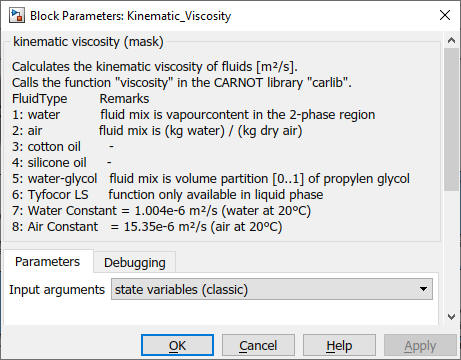 Block Parameters: Kinematic_Viscosity
kinematic viscosity (mask)
Calculates the kinematic viscosity of fluids [m²/s].
Calls the function "viscosity" in the CARNOT library "carlib".
FluidType Remarks
1: water fluid mix is vapourcontent in the 2-phase region
2: air fluid mix is (kg water) / (kg dry air)
3: cotton oil -
4: silicone oil -
5: water-glycol fluid mix is volume partition [0..1] of propylen glycol
6: Tyfocor LS function only available in liquid phase
7: Water Constant = 1.004e-6 m²/s (water at 20°C)
8: Air Constant = 15.35e-6 m²/s (air at 20°C)
Parameters Debugging
Input arguments state variables (classic)
OK Cancel Help Apply